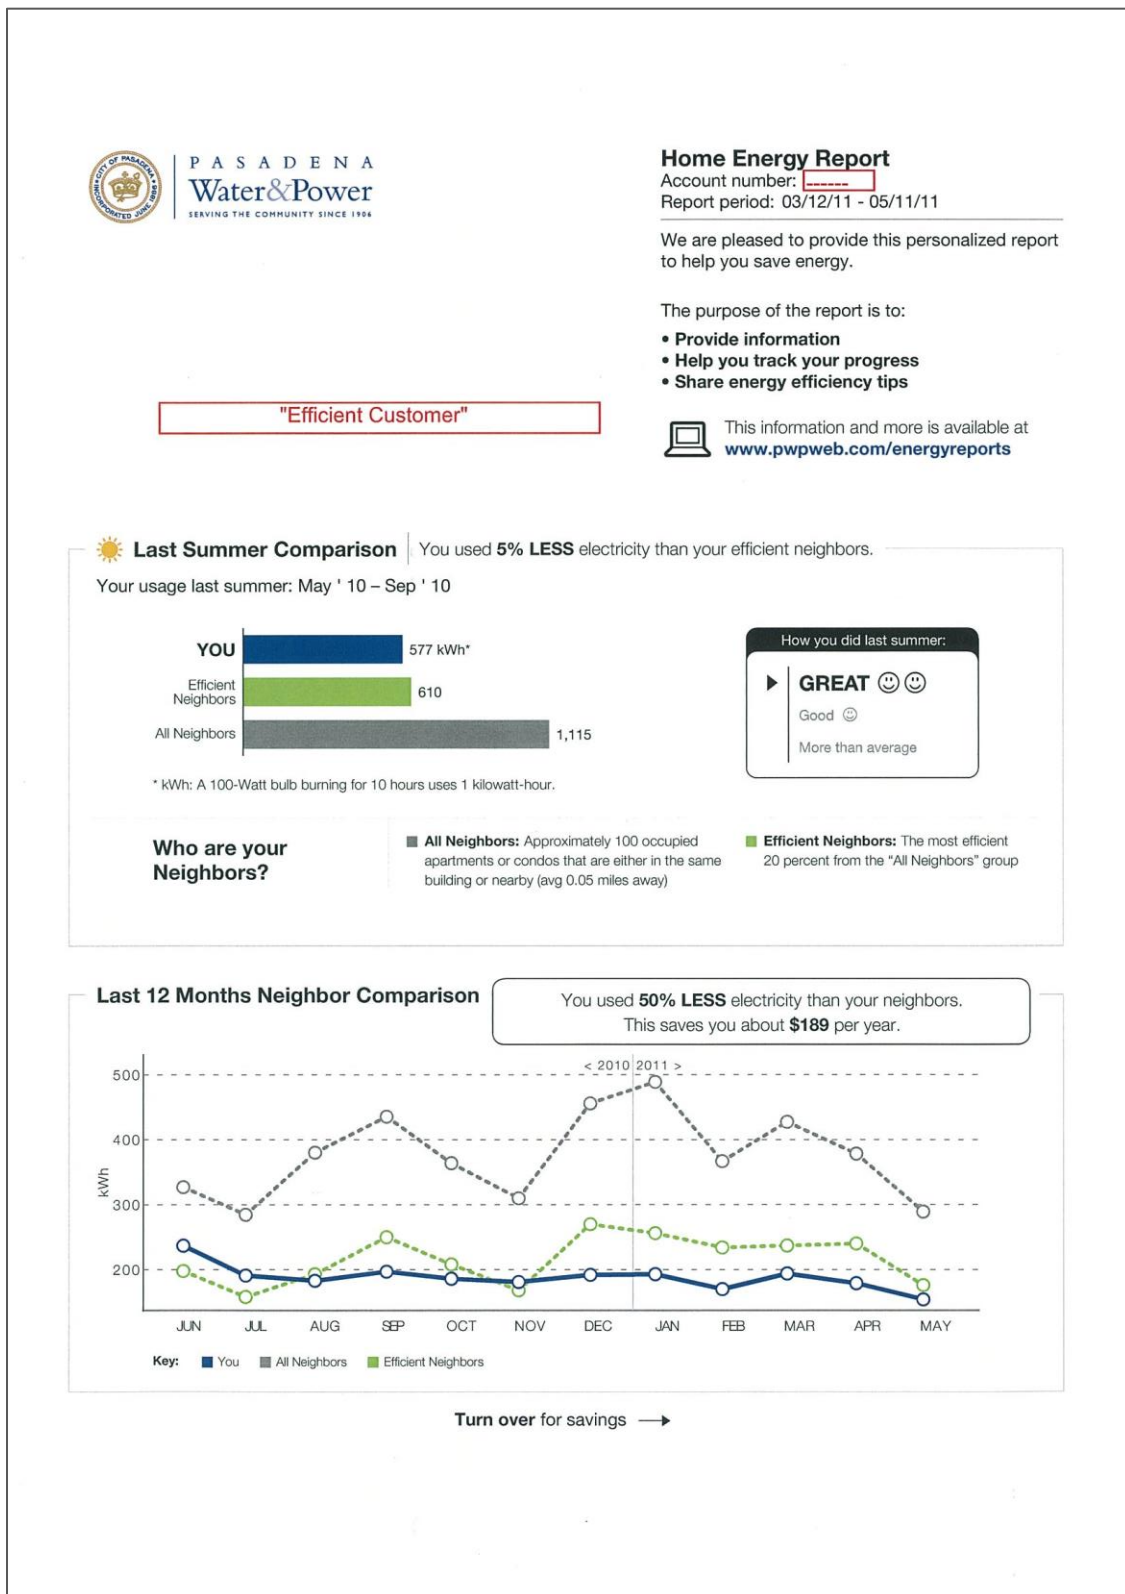 CITY OF PASADENA
INCORPORATED JUNE 1886
PASADENA
Water&Power
SERVING THE COMMUNITY SINCE 1906
Home Energy Report
Account number: ------
Report period: 03/12/11 - 05/11/11
We are pleased to provide this personalized report
to help you save energy.
The purpose of the report is to:
• Provide information
• Help you track your progress
• Share energy efficiency tips
"Efficient Customer"
This information and more is available at
www.pwpweb.com/energyreports
Last Summer Comparison
You used 5% LESS electricity than your efficient neighbors.
Your usage last summer: May ' 10 – Sep ' 10
YOU
577 kWh*
Efficient
Neighbors
610
All Neighbors
1,115
* kWh: A 100-Watt bulb burning for 10 hours uses 1 kilowatt-hour.
How you did last summer:
GREAT
Good
More than average
Who are your
Neighbors?
All Neighbors: Approximately 100 occupied
apartments or condos that are either in the same
building or nearby (avg 0.05 miles away)
Efficient Neighbors: The most efficient
20 percent from the “All Neighbors” group
Last 12 Months Neighbor Comparison
You used 50% LESS electricity than your neighbors.
This saves you about $189 per year.
< 2010 2011 >
500
400
300
200
kWh
JUN JUL AUG SEP OCT NOV DEC JAN FEB MAR APR MAY
Key: You All Neighbors Efficient Neighbors
Turn over for savings